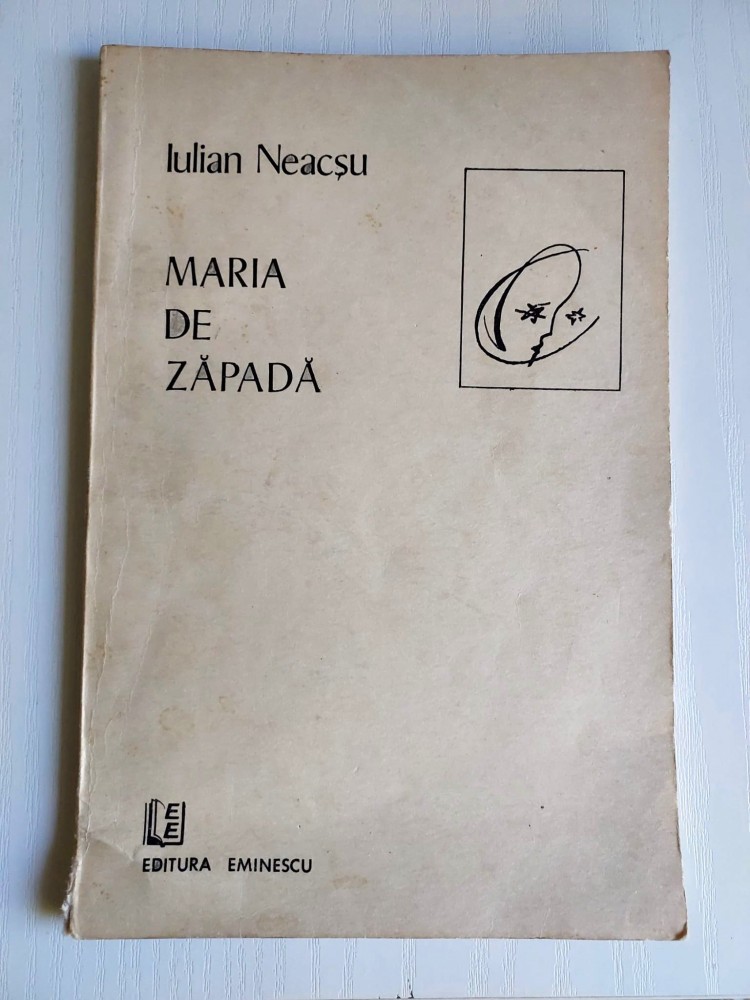 Iulian Neacșu
MARIA
DE
ZĂPADĂ
E
E
EDITURA EMINESCU